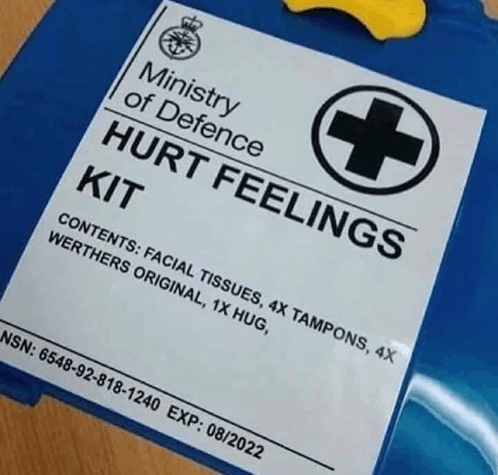 Ministry
of Defence
HURT FEELINGS
KIT
CONTENTS: FACIAL TISSUES, 4X TAMPONS, 4X
WERTHERS ORIGINAL, 1X HUG,
NSN: 6548-92-818-1240 EXP: 08/2022